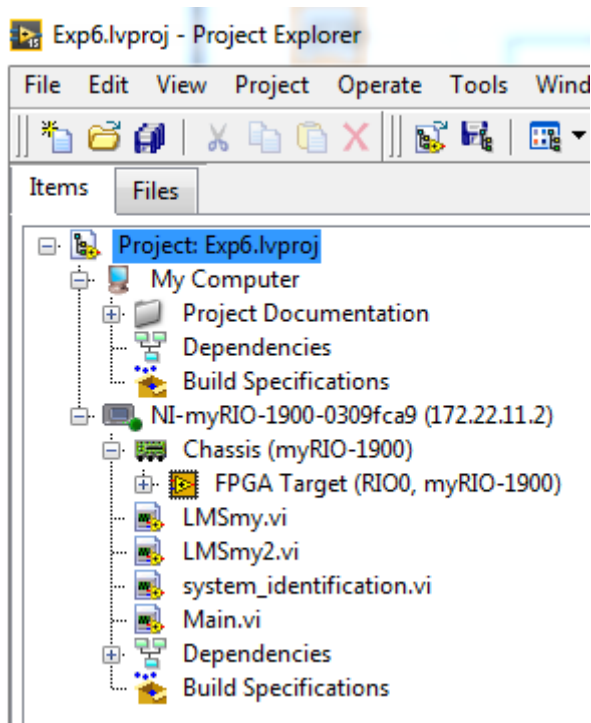 Exp6.lvproj - Project Explorer
File Edit View Project Operate Tools Wind
Items Files
Project: Exp6.lvproj
My Computer
Project Documentation
Dependencies
Build Specifications
NI-myRIO-1900-0309fca9 (172.22.11.2)
Chassis (myRIO-1900)
FPGA Target (RIO0, myRIO-1900)
LMSmy.vi
LMSmy2.vi
system_identification.vi
Main.vi
Dependencies
Build Specifications